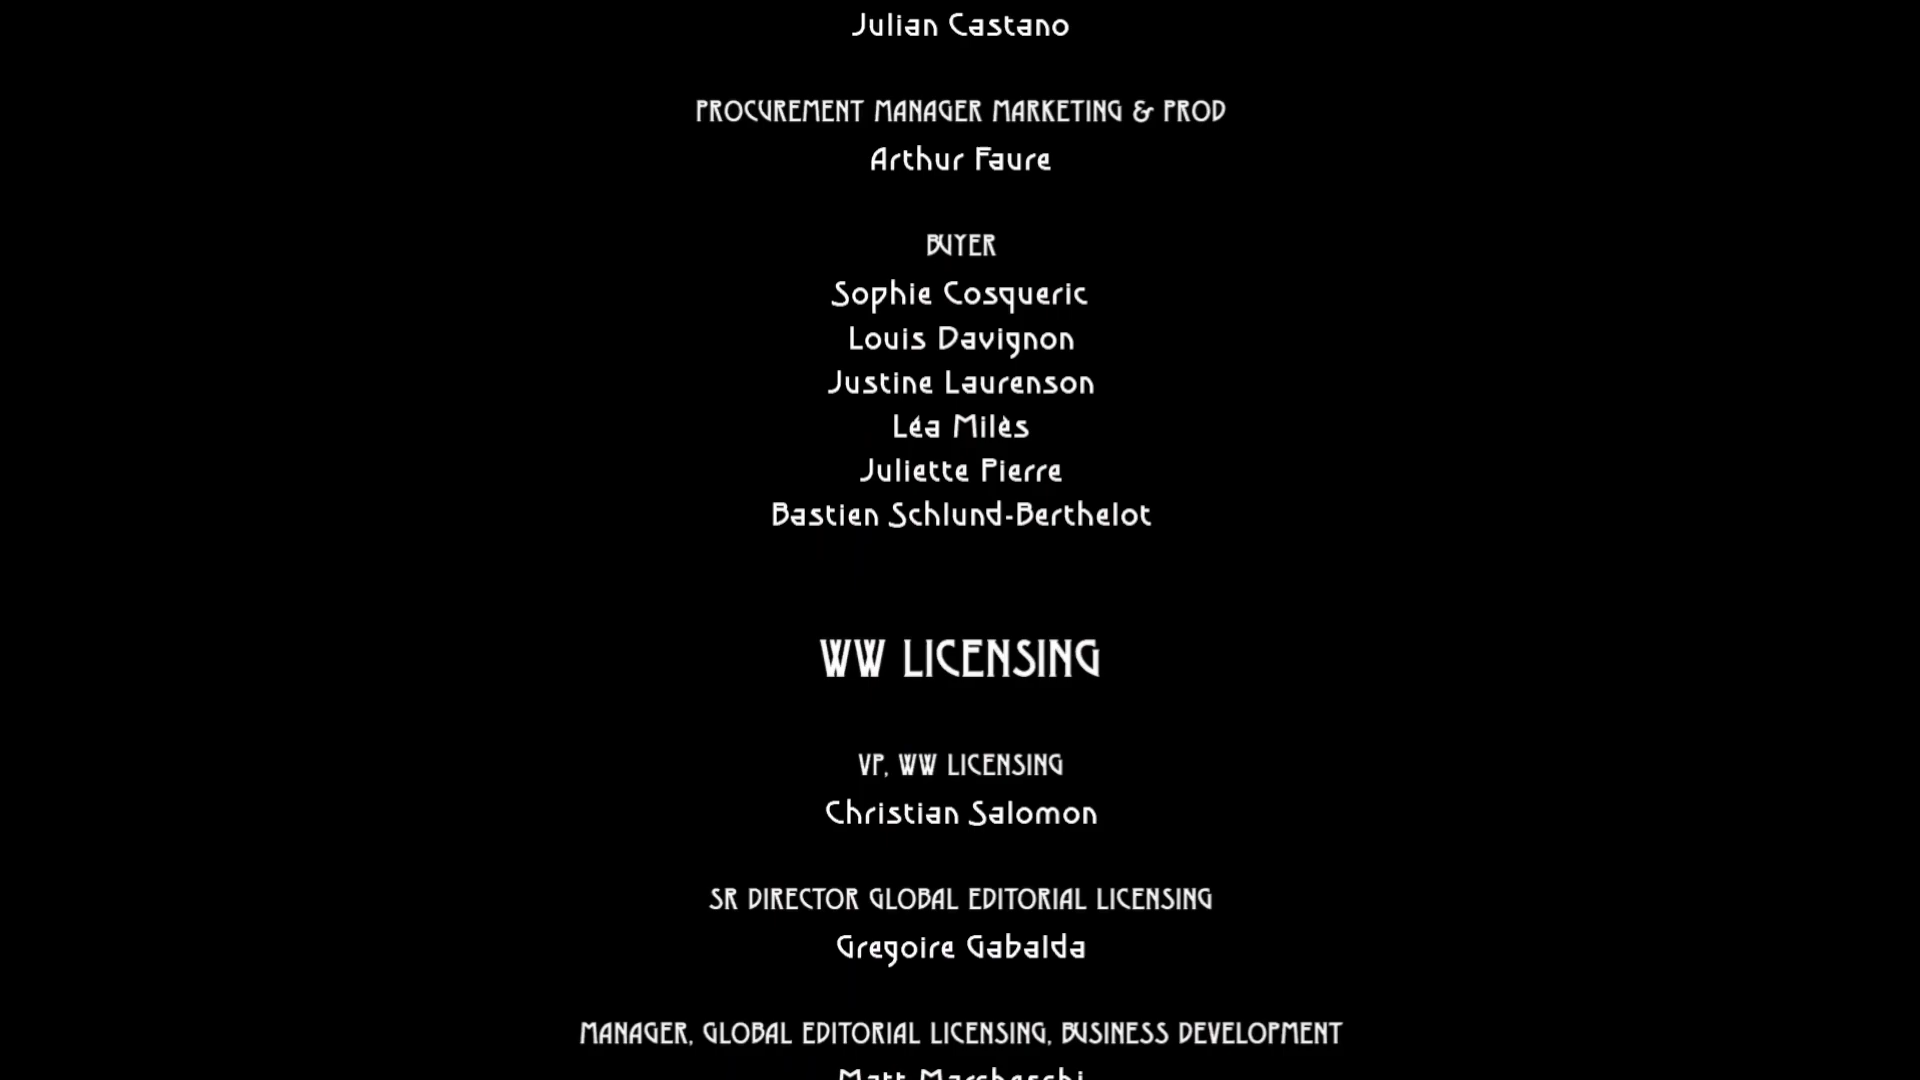 Julian Castano
PROCUREMENT MANAGER MARKETING & PROD
Arthur Faure
BUYER
Sophie Cosqueric
Louis Davignon
Justine Laurenson
Léa Milès
Juliette Pierre
Bastien Schlund-Berthelot
WW LICENSING
VP, WW LICENSING
Christian Salomon
SR DIRECTOR GLOBAL EDITORIAL LICENSING
Gregoire Gabalda
MANAGER, GLOBAL EDITORIAL LICENSING, BUSINESS DEVELOPMENT
Matt Marcheschi